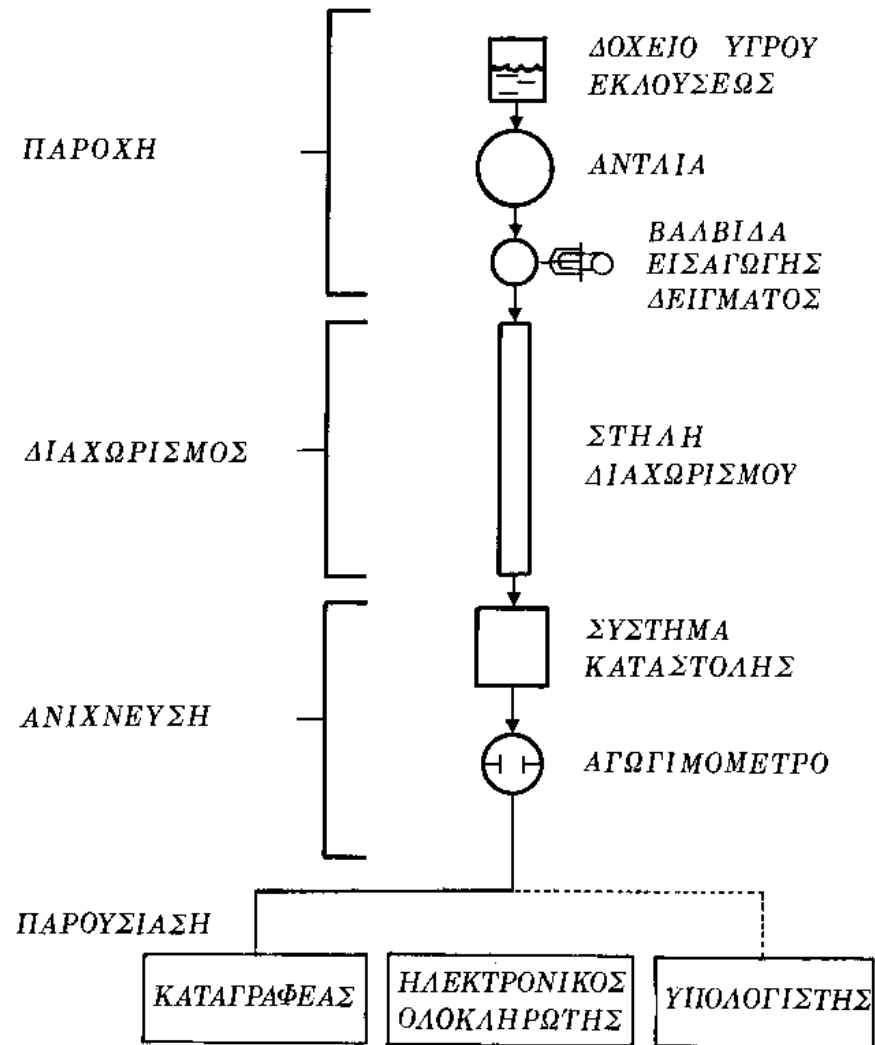 ΔΟΧΕΙΟ ΥΓΡΟΥ
ΕΚΛΟΥΣΕΩΣ
ΠΑΡΟΧΗ
ΑΝΤΛΙΑ
ΒΑΛΒΙΔΑ
ΕΙΣΑΓΩΓΗΣ
ΔΕΙΓΜΑΤΟΣ
ΔΙΑΧΩΡΙΣΜΟΣ
ΣΤΗΛΗ
ΔΙΑΧΩΡΙΣΜΟΥ
ΑΝΙΧΝΕΥΣΗ
ΣΥΣΤΗΜΑ
ΚΑΤΑΣΤΟΛΗΣ
ΑΓΩΓΙΜΟΜΕΤΡΟ
ΠΑΡΟΥΣΙΑΣΗ
ΚΑΤΑΓΡΑΦΕΑΣ
ΗΛΕΚΤΡΟΝΙΚΟΣ
ΟΛΟΚΛΗΡΩΤΗΣ
ΥΠΟΛΟΓΙΣΤΗΣ